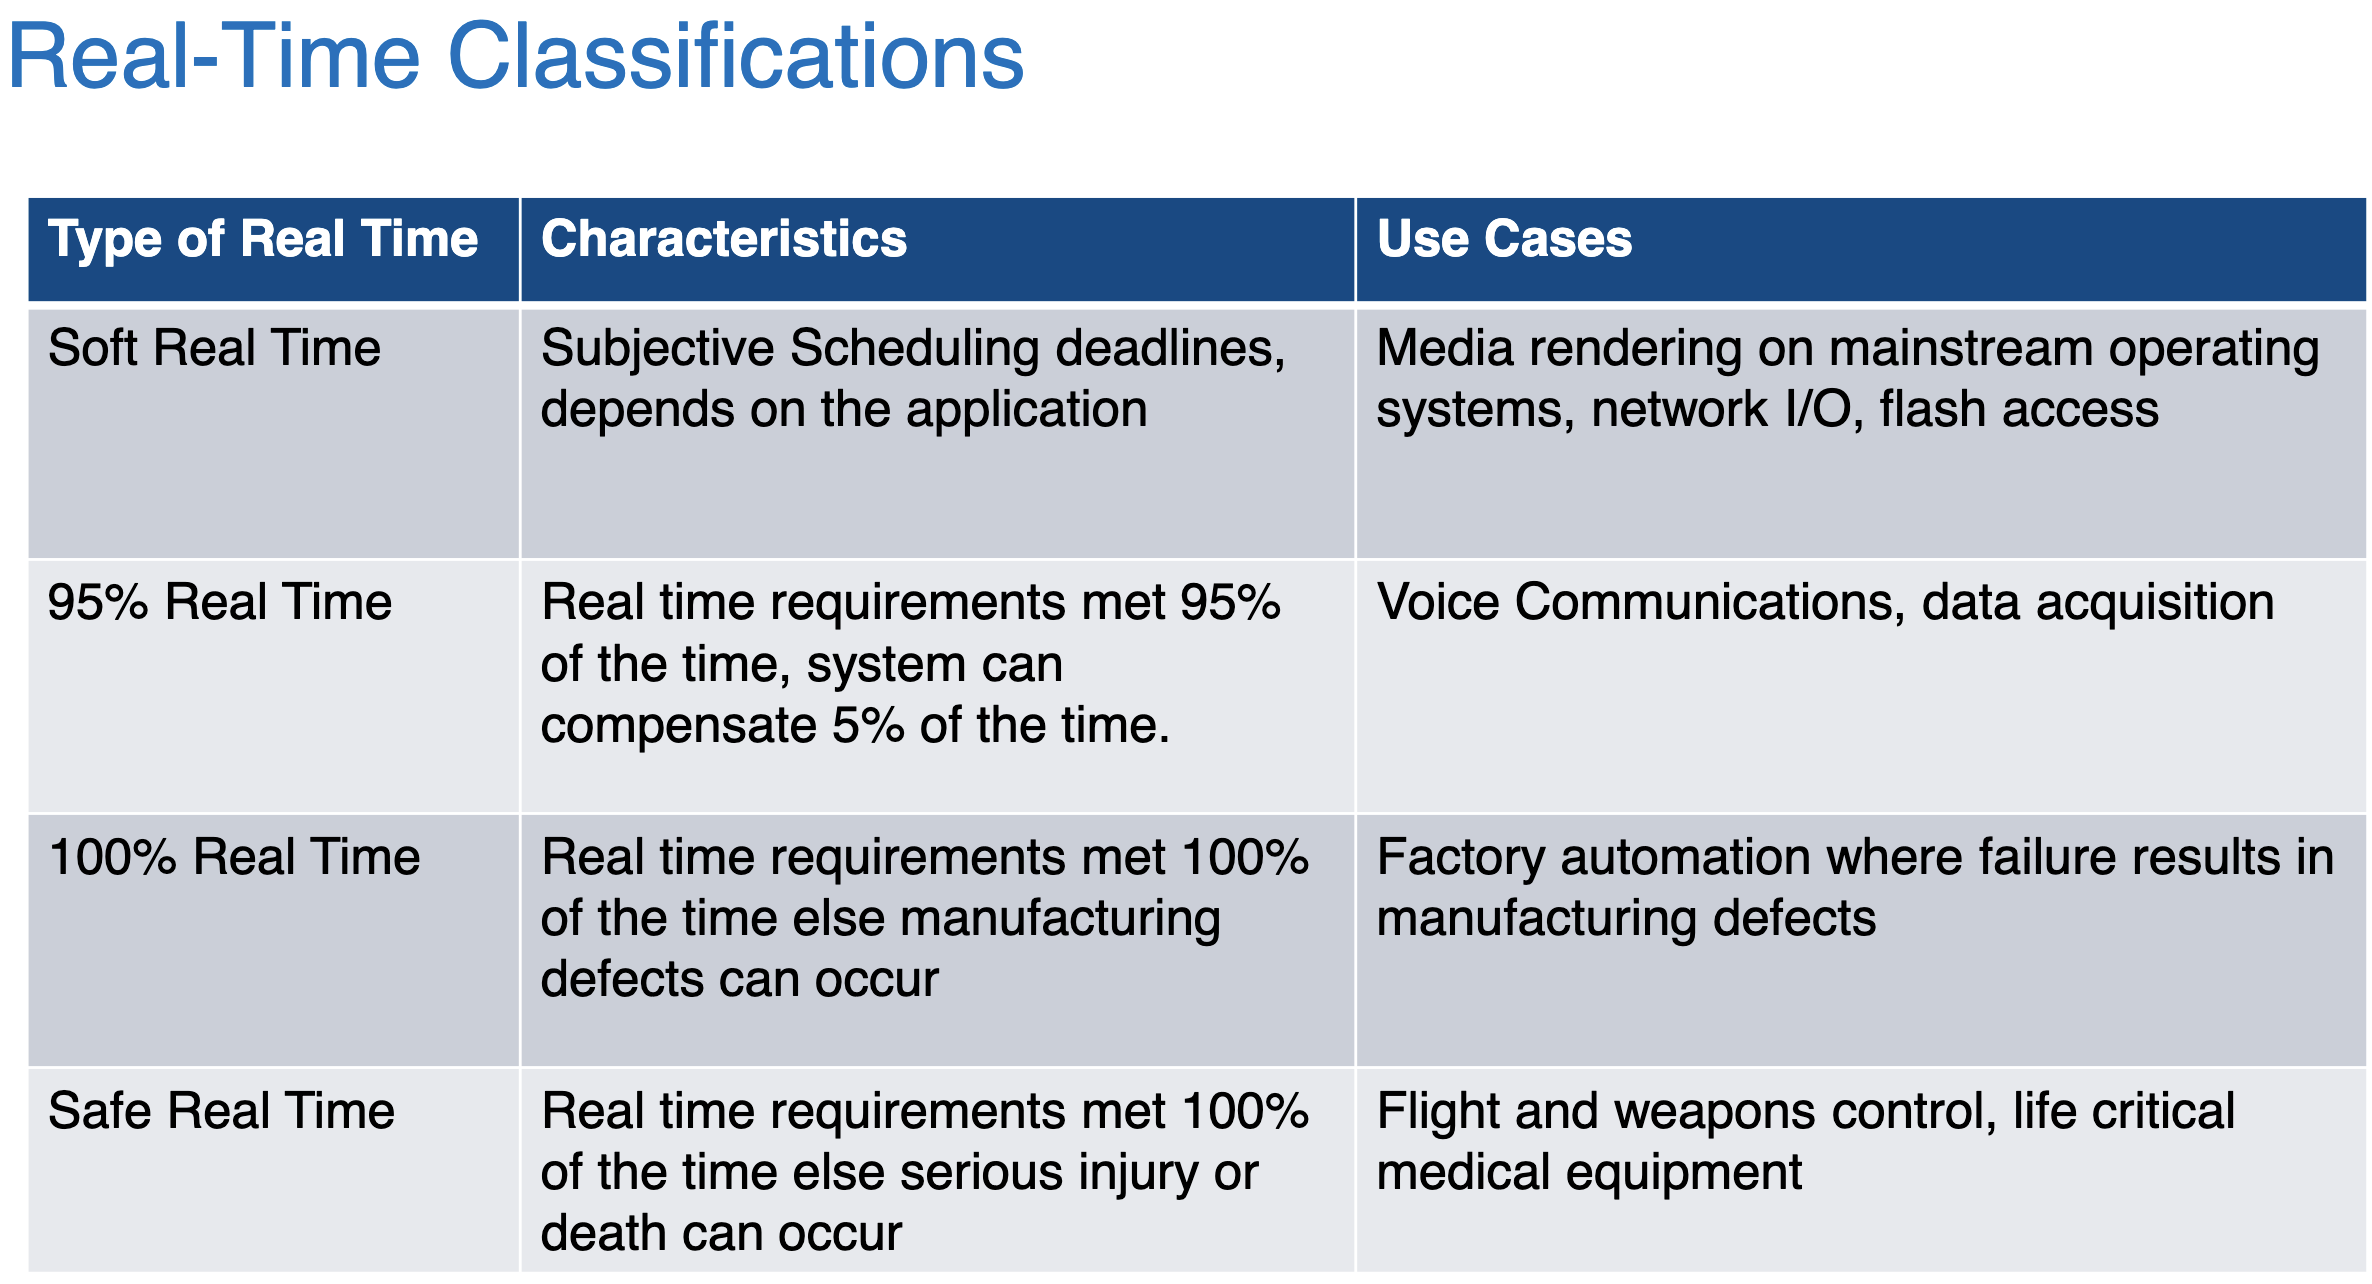 Real-Time Classifications
Type of Real Time
Characteristics
Use Cases
Soft Real Time
Subjective Scheduling deadlines,
depends on the application
Media rendering on mainstream operating
systems, network I/O, flash access
95% Real Time
Real time requirements met 95%
of the time, system can
compensate 5% of the time.
Voice Communications, data acquisition
100% Real Time
Real time requirements met 100%
of the time else manufacturing
defects can occur
Factory automation where failure results in
manufacturing defects
Safe Real Time
Real time requirements met 100%
of the time else serious injury or
death can occur
Flight and weapons control, life critical
medical equipment